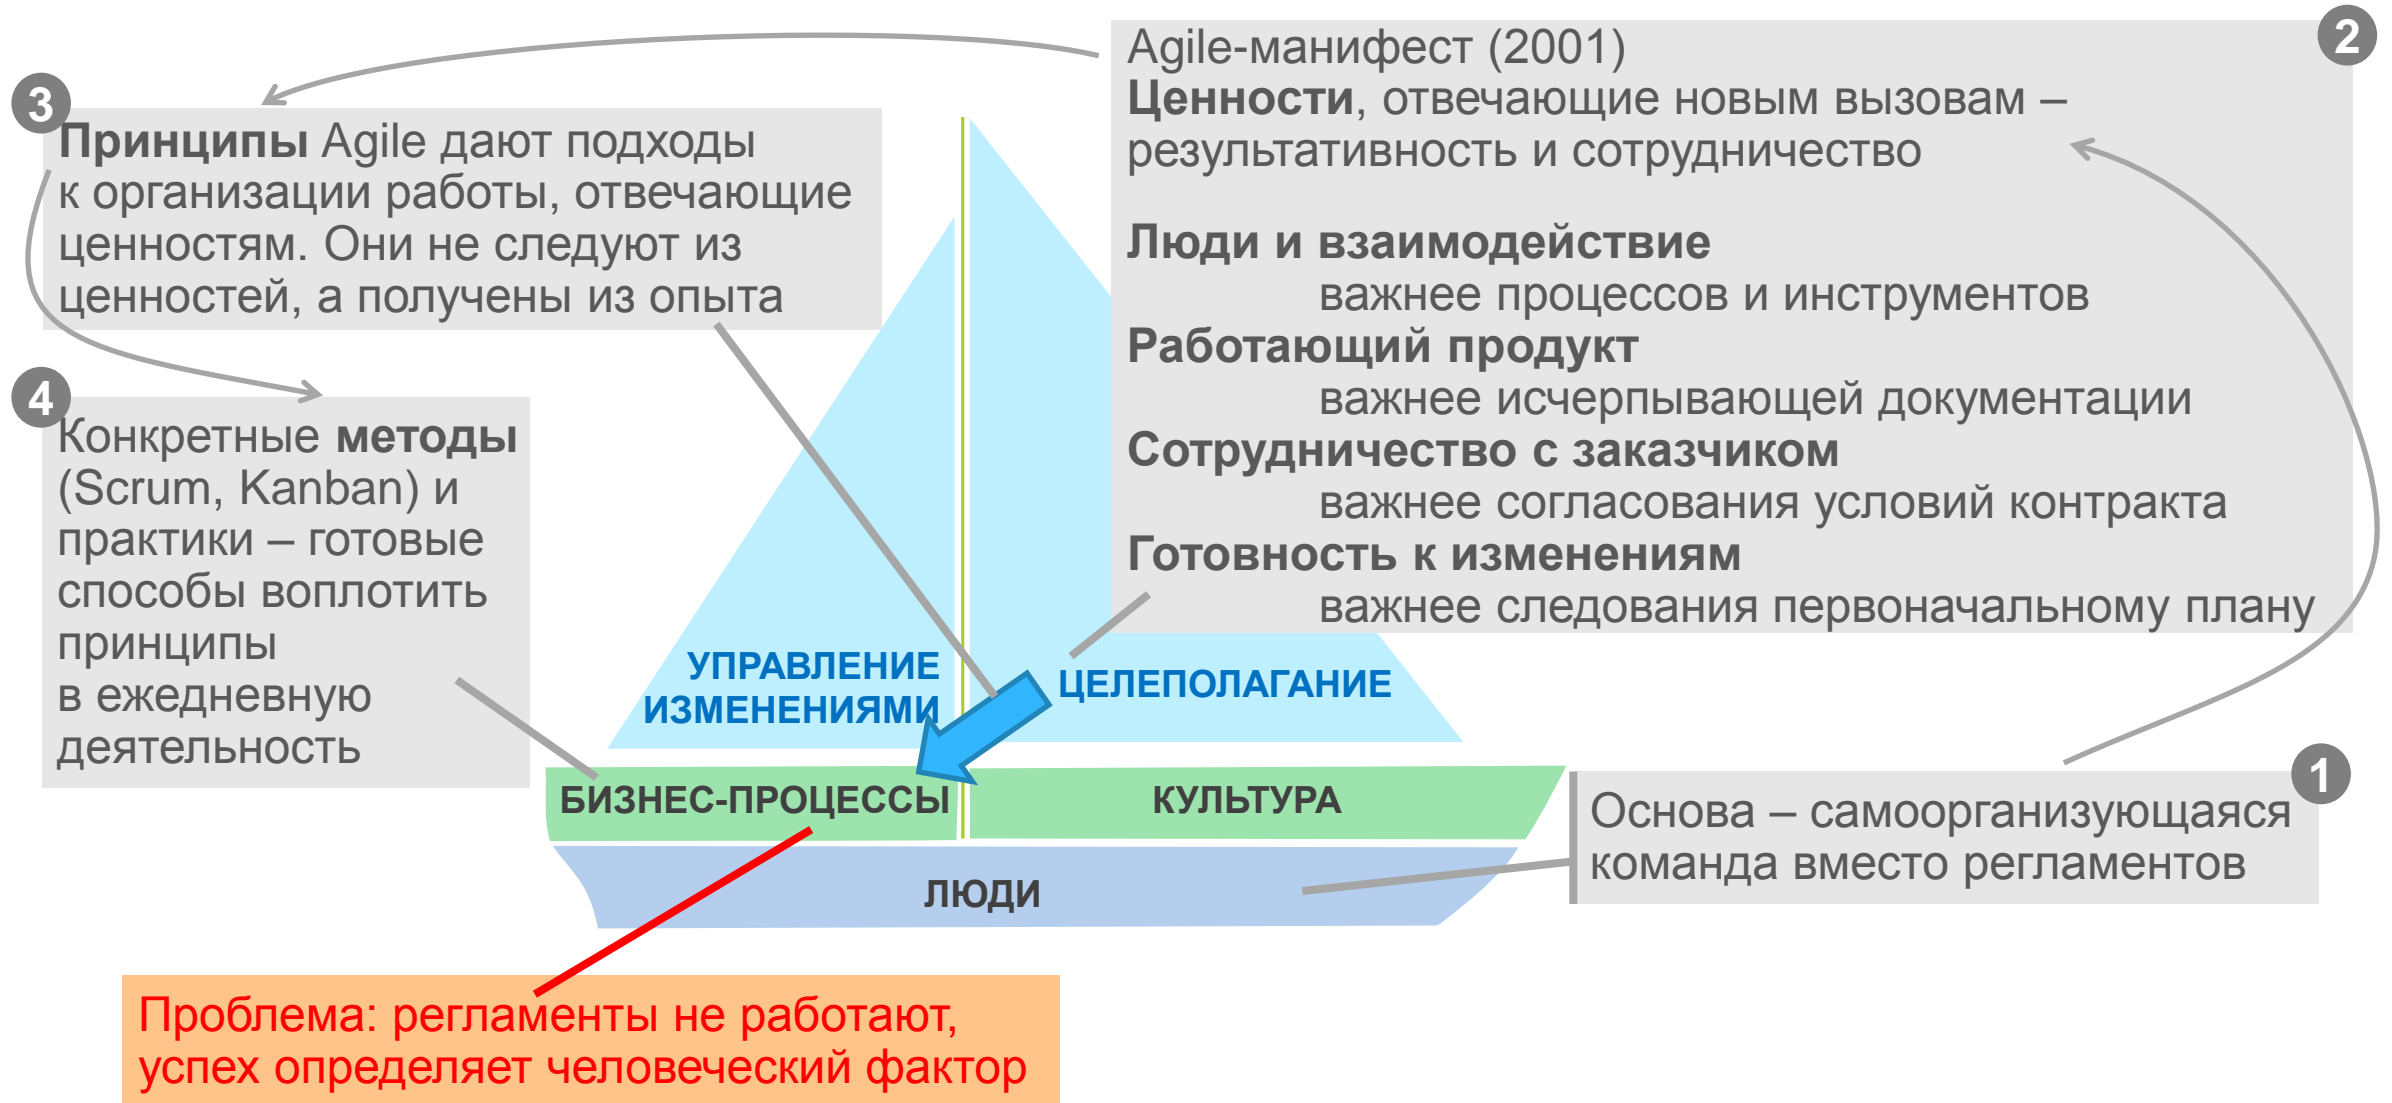 2
Agile-манифест (2001)
Ценности, отвечающие новым вызовам –
результативность и сотрудничество
Люди и взаимодействие
важнее процессов и инструментов
Работающий продукт
важнее исчерпывающей документации
Сотрудничество с заказчиком
важнее согласования условий контракта
Готовность к изменениям
важнее следования первоначальному плану
3
Принципы Agile дают подходы
к организации работы, отвечающие
ценностям. Они не следуют из
ценностей, а получены из опыта
4
Конкретные методы
(Scrum, Kanban) и
практики – готовые
способы воплотить
принципы
в ежедневную
деятельность
УПРАВЛЕНИЕ
ИЗМЕНЕНИЯМИ
ЦЕЛЕПОЛАГАНИЕ
БИЗНЕС-ПРОЦЕССЫ
КУЛЬТУРА
ЛЮДИ
1
Основа – самоорганизующаяся
команда вместо регламентов
Проблема: регламенты не работают,
успех определяет человеческий фактор